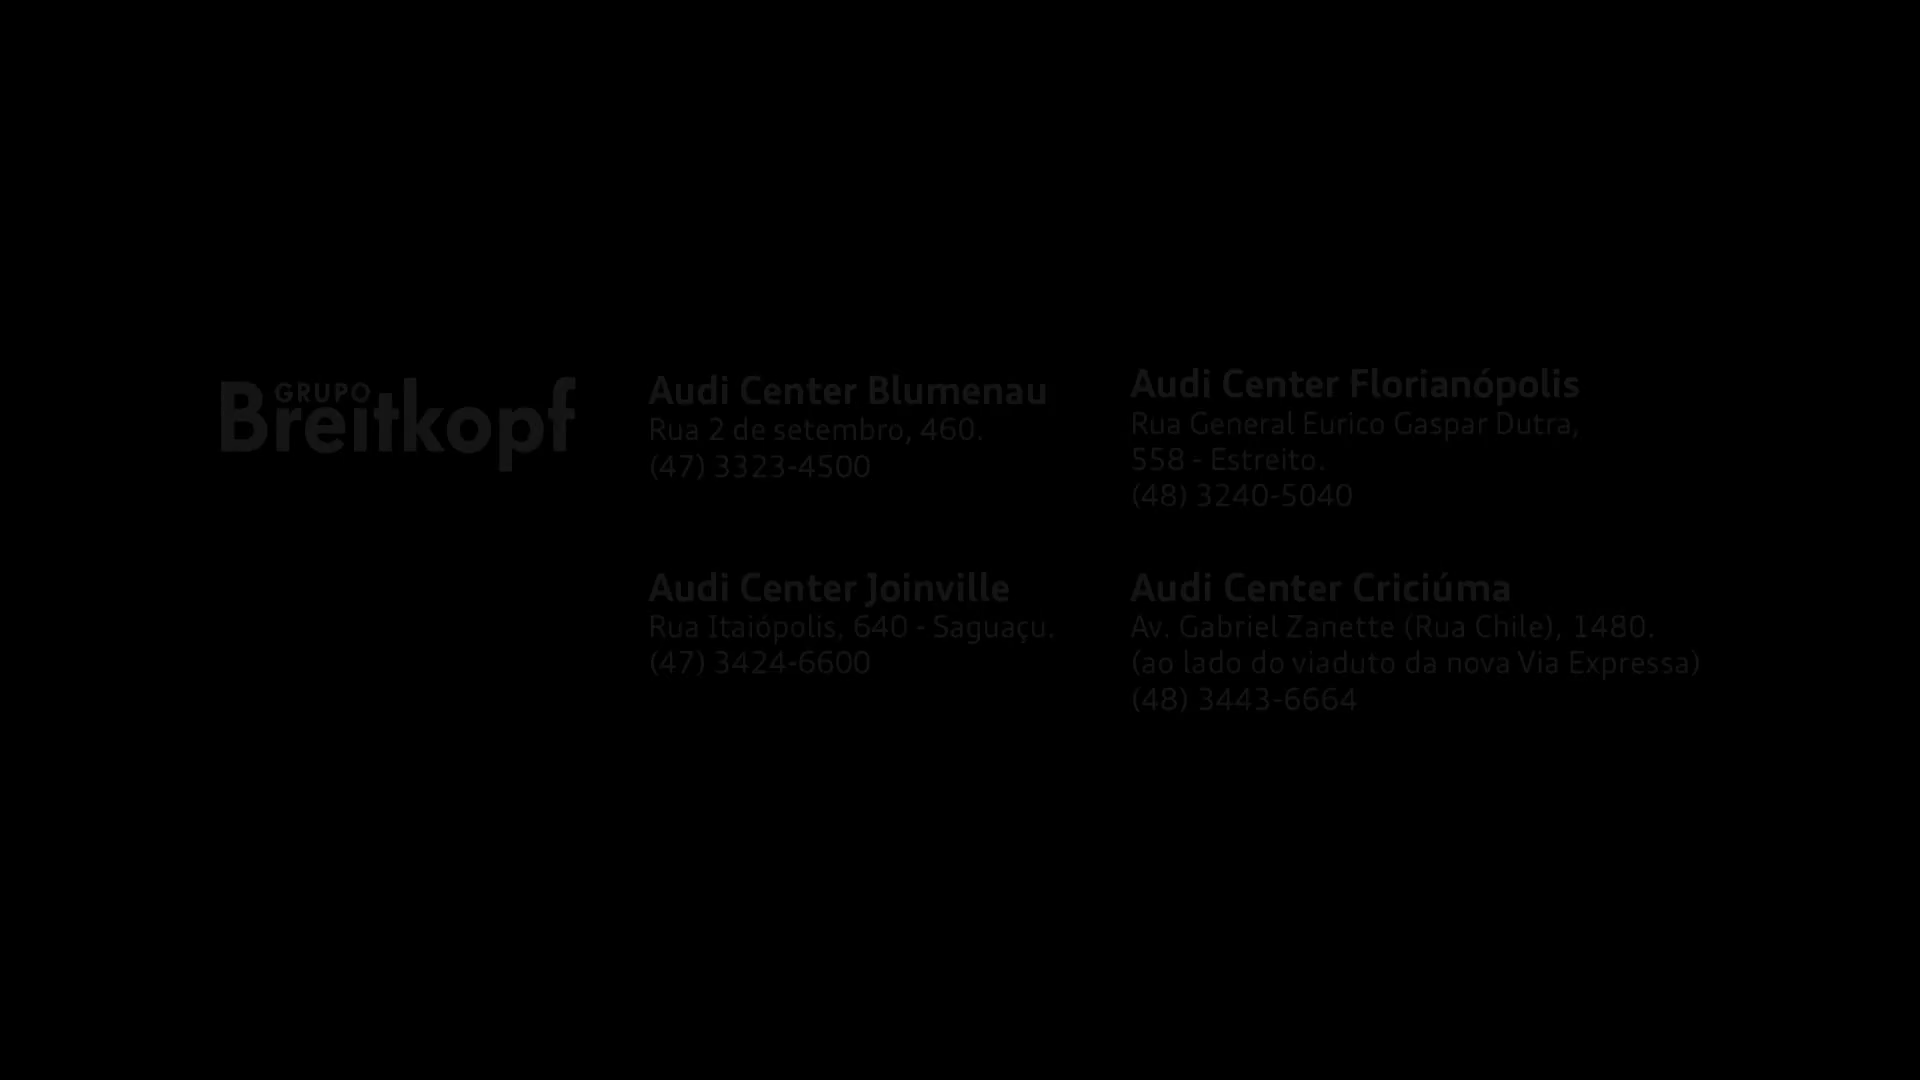 GRUPO
Breitkopf
Audi Center Blumenau
Rua 2 de setembro, 460.
(47) 3323-4500
Audi Center Florianópolis
Rua General Eurico Gaspar Dutra,
558 - Estreito.
(48) 3240-5040
Audi Center Joinville
Rua Itaiópolis, 640 - Saguaçu.
(47) 3424-6600
Audi Center Criciúma
Av. Gabriel Zanette (Rua Chile), 1480.
(ao lado do viaduto da nova Via Expressa)
(48) 3443-6664